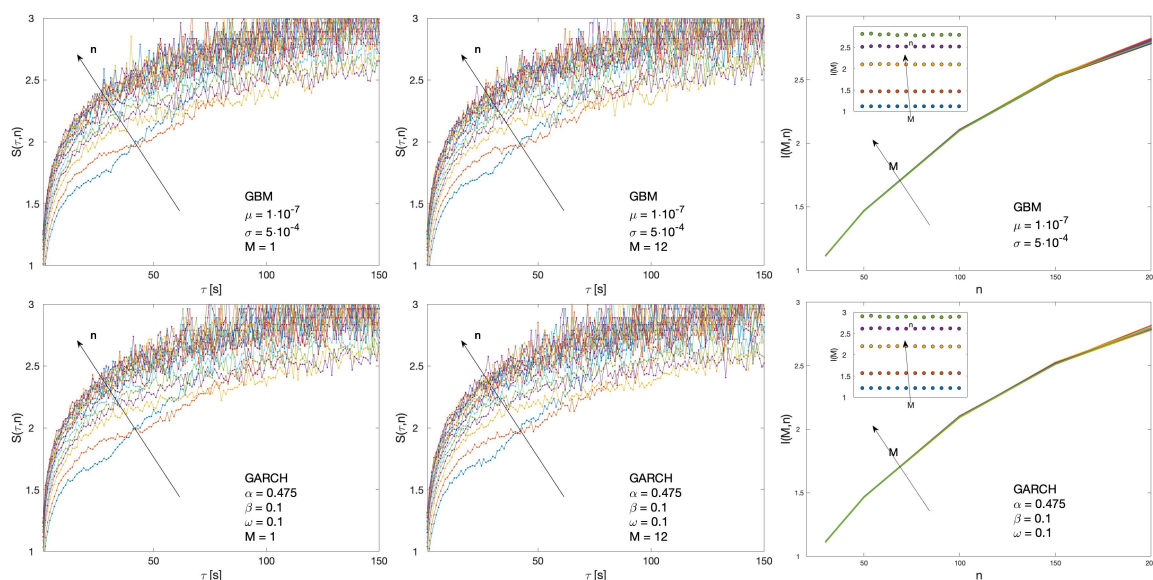 3
2.5
2
1.5
1
S(τ,n)
n
GBM
μ = 1·10⁻⁷
σ = 5·10⁻⁴
M = 1
50
100
150
τ [s]
3
2.5
2
1.5
1
S(τ,n)
n
GBM
μ = 1·10⁻⁷
σ = 5·10⁻⁴
M = 12
50
100
150
τ [s]
3
2.5
2
1.5
1
I(M,n)
2.5
2
1.5
1
I(M)
n
M
M
GBM
μ = 1·10⁻⁷
σ = 5·10⁻⁴
50
100
150
20
n
3
2.5
2
1.5
1
S(τ,n)
n
GARCH
α = 0.475
β = 0.1
ω = 0.1
M = 1
50
100
150
τ [s]
3
2.5
2
1.5
1
S(τ,n)
n
GARCH
α = 0.475
β = 0.1
ω = 0.1
M = 12
50
100
150
τ [s]
3
2.5
2
1.5
1
I(M,n)
3
2.5
2
1.5
1
I(M)
n
M
M
GARCH
α = 0.475
β = 0.1
ω = 0.1
50
100
150
20
n